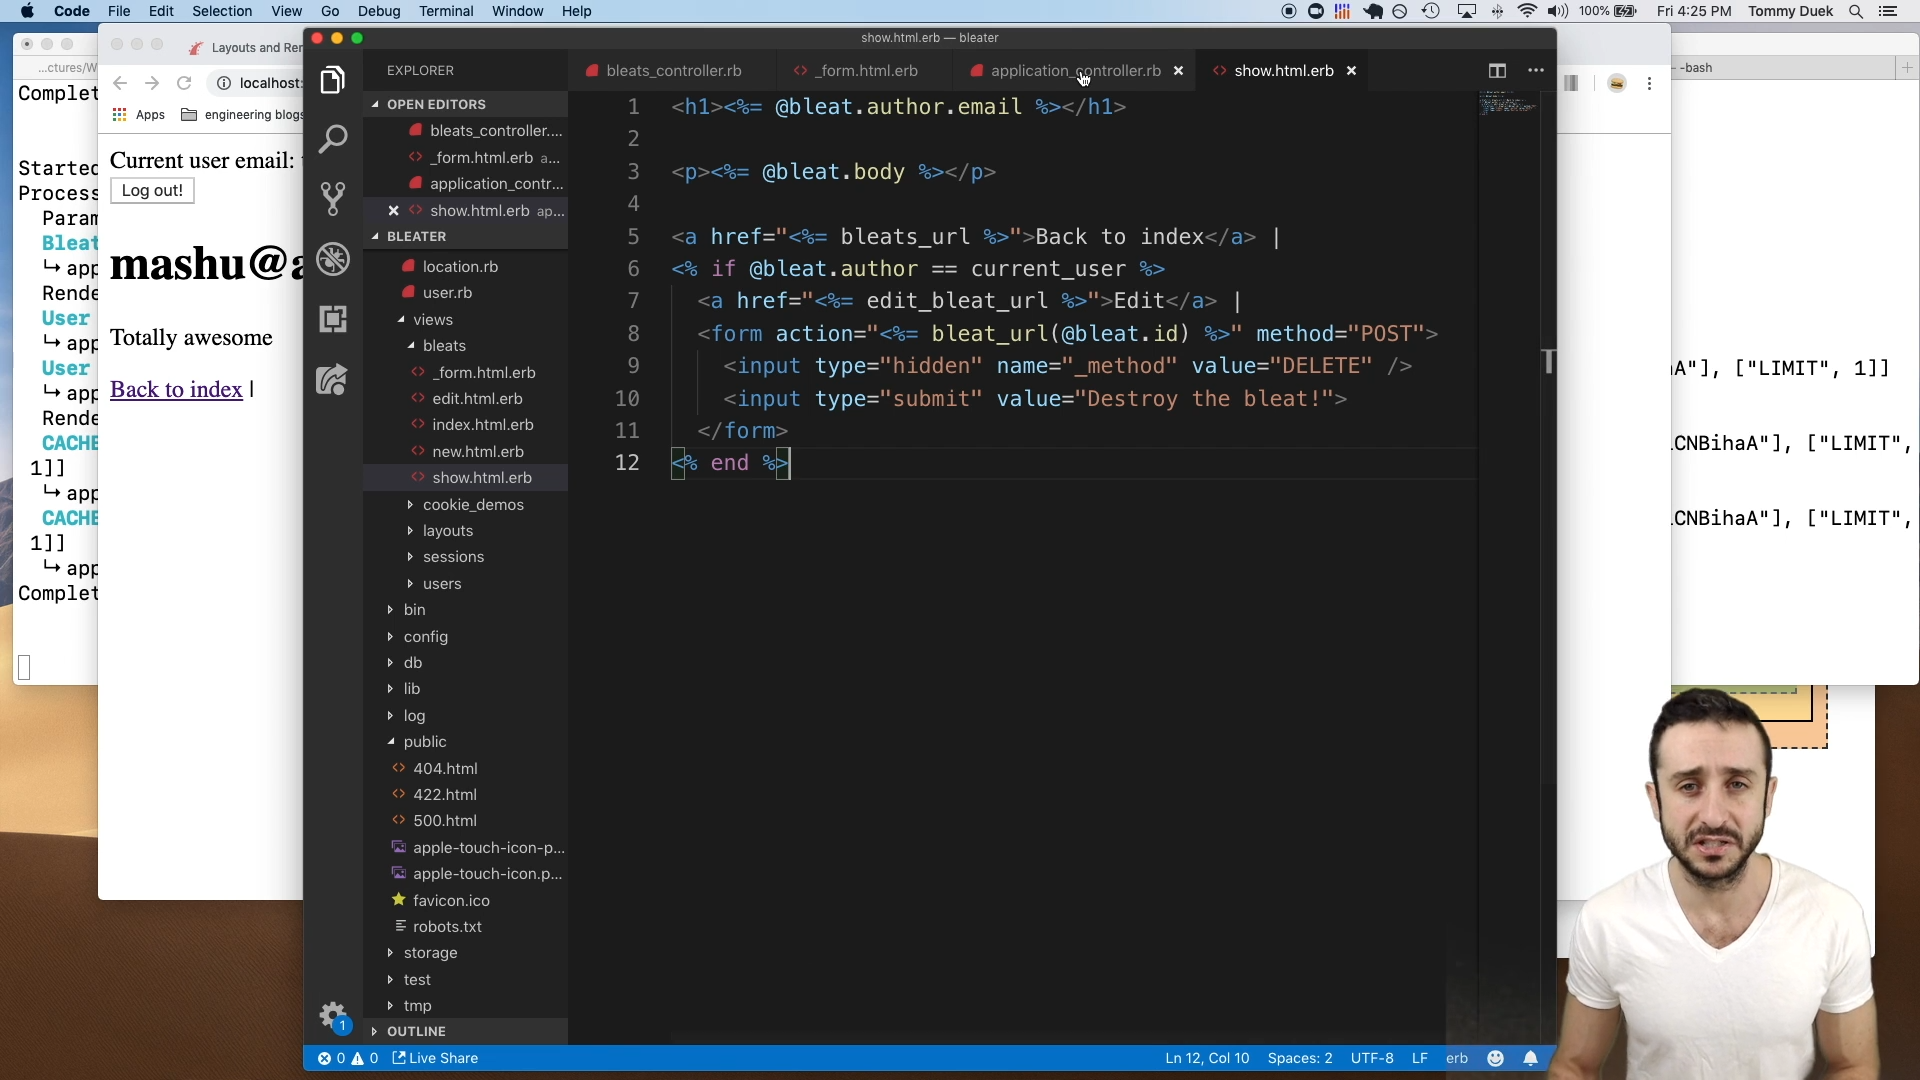 Code File Edit Selection View Go Debug Terminal Window Help
100% Fri 4:25 PM Tommy Duek
show.html.erb — bleater
...ctures/W
Layouts and Ren
-bash
localhost:
Apps engineering blogs
Complet
Started
Process
Param
Bleat
↳ app
Rende
User
↳ app
User
↳ app
Rende
CACHE
1]]
↳ app
CACHE
1]]
↳ app
Complet
Current user email:
Log out!
mashu@a
Totally awesome
Back to index |
EXPLORER
OPEN EDITORS
bleats_controller....
_form.html.erb a...
application_contr...
show.html.erb ap...
BLEATER
location.rb
user.rb
views
bleats
_form.html.erb
edit.html.erb
index.html.erb
new.html.erb
show.html.erb
cookie_demos
layouts
sessions
users
bin
config
db
lib
log
public
404.html
422.html
500.html
apple-touch-icon-p...
apple-touch-icon.p...
favicon.ico
robots.txt
storage
test
tmp
OUTLINE
bleats_controller.rb _form.html.erb application_controller.rb show.html.erb
1 <h1><%= @bleat.author.email %></h1>
2
3 <p><%= @bleat.body %></p>
4
5 <a href="<%= bleats_url %>">Back to index</a> |
6 <% if @bleat.author == current_user %>
7 <a href="<%= edit_bleat_url %>">Edit</a> |
8 <form action="<%= bleat_url(@bleat.id) %>" method="POST">
9 <input type="hidden" name="_method" value="DELETE" />
10 <input type="submit" value="Destroy the bleat!">
11 </form>
12 <% end %>
A"], ["LIMIT", 1]]
CNBihaA"], ["LIMIT",
CNBihaA"], ["LIMIT",
1
0 0 Live Share
Ln 12, Col 10 Spaces: 2 UTF-8 LF erb